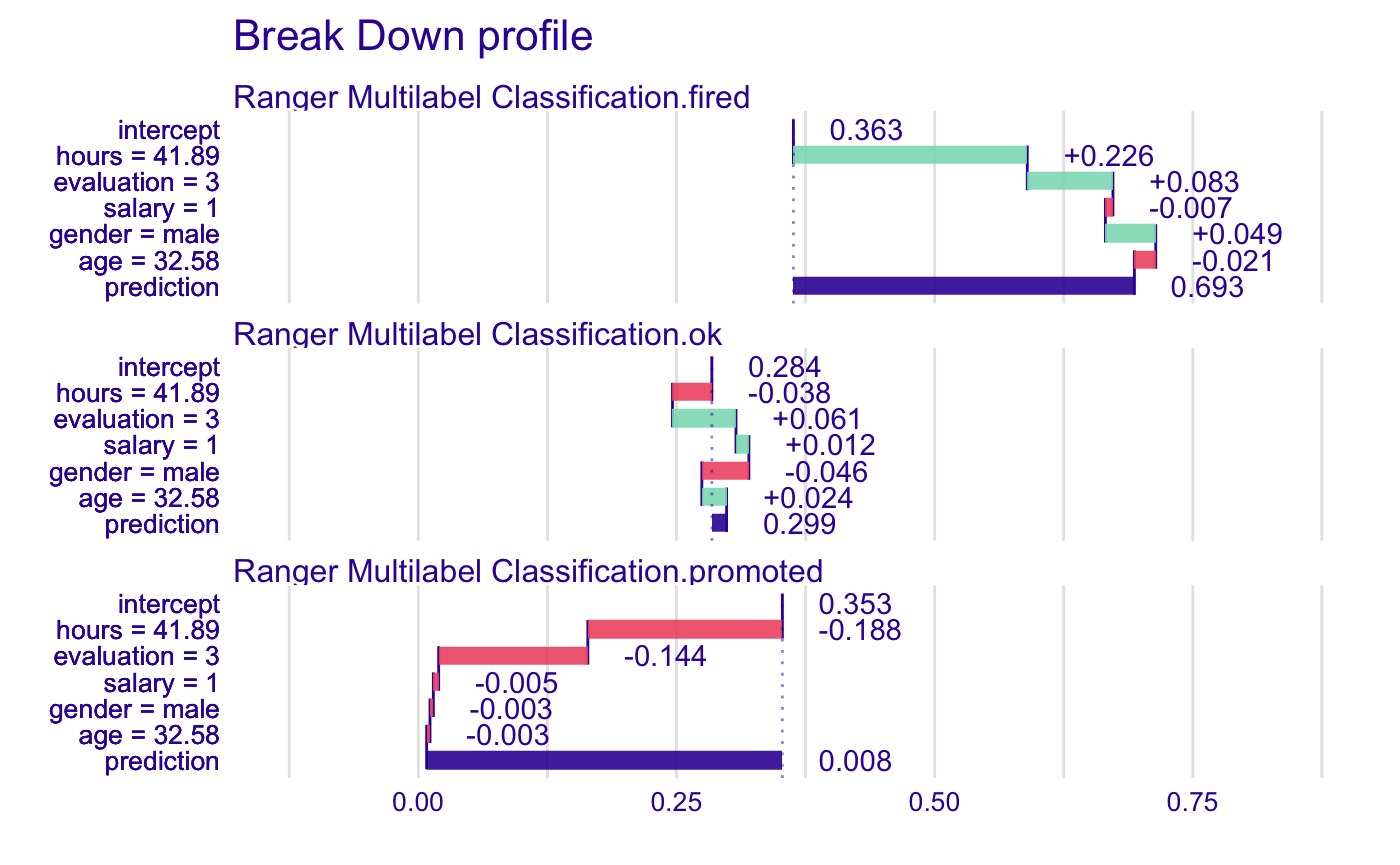 Break Down profile
Ranger Multilabel Classification.fired
intercept 0.363
hours = 41.89 +0.226
evaluation = 3 +0.083
salary = 1 -0.007
gender = male +0.049
age = 32.58 -0.021
prediction 0.693
Ranger Multilabel Classification.ok
intercept 0.284
hours = 41.89 -0.038
evaluation = 3 +0.061
salary = 1 +0.012
gender = male -0.046
age = 32.58 +0.024
prediction 0.299
Ranger Multilabel Classification.promoted
intercept 0.353
hours = 41.89 -0.188
evaluation = 3 -0.144
salary = 1 -0.005
gender = male -0.003
age = 32.58 -0.003
prediction 0.008
0.00 0.25 0.50 0.75